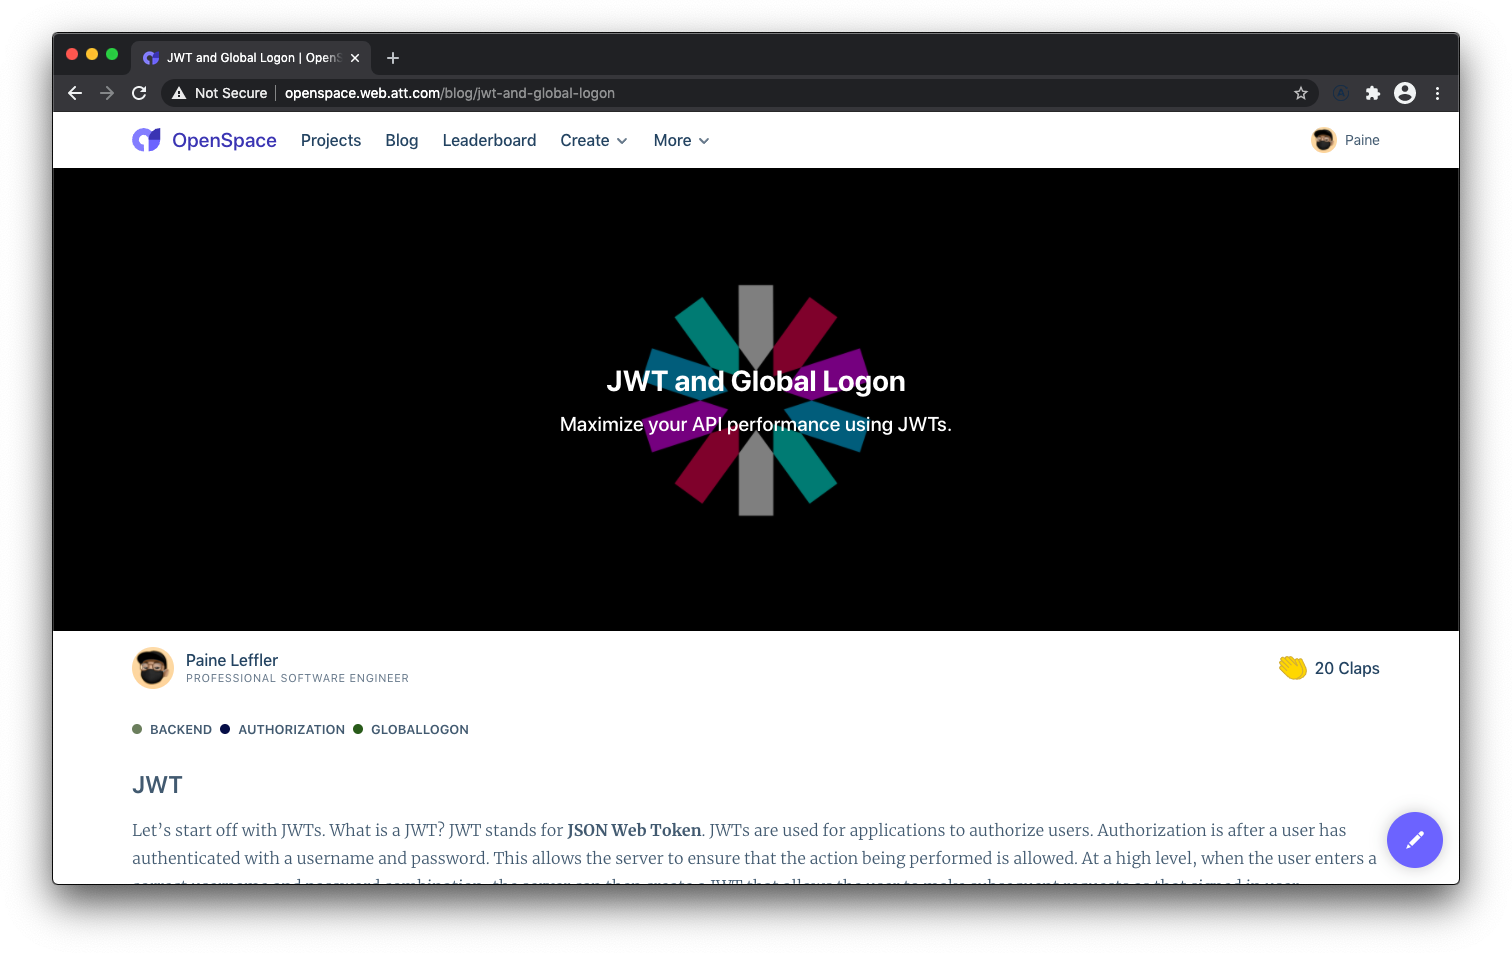 JWT and Global Logon | OpenS
Not Secure
openspace.web.att.com/blog/jwt-and-global-logon
OpenSpace Projects Blog Leaderboard Create More Paine
JWT and Global Logon
Maximize your API performance using JWTs.
Paine Leffler
PROFESSIONAL SOFTWARE ENGINEER
20 Claps
BACKEND AUTHORIZATION GLOBALLOGON
JWT
Let’s start off with JWTs. What is a JWT? JWT stands for JSON Web Token. JWTs are used for applications to authorize users. Authorization is after a user has
authenticated with a username and password. This allows the server to ensure that the action being performed is allowed. At a high level, when the user enters a